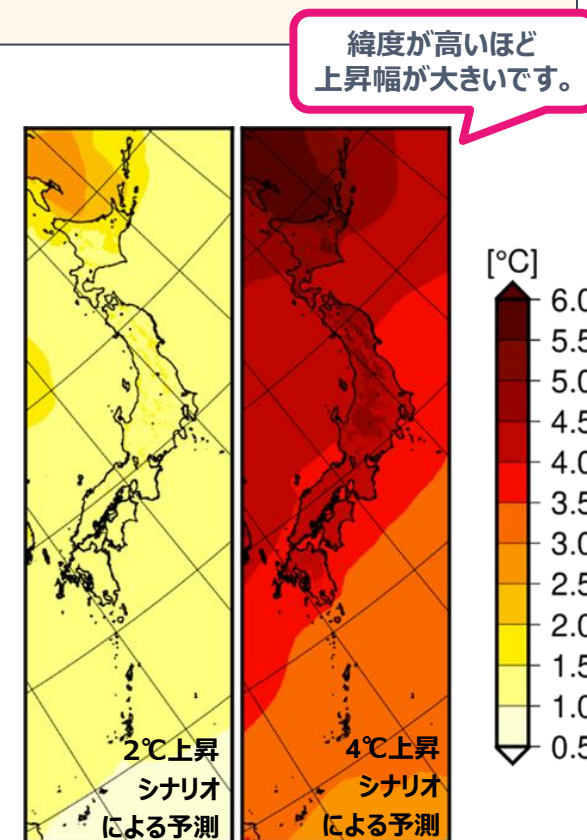 緯度が高いほど
上昇幅が大きいです。
[°C]
6.0
5.5
5.0
4.5
4.0
3.5
3.0
2.5
2.0
1.5
1.0
0.5
2℃上昇
シナリオ
による予測
4℃上昇
シナリオ
による予測